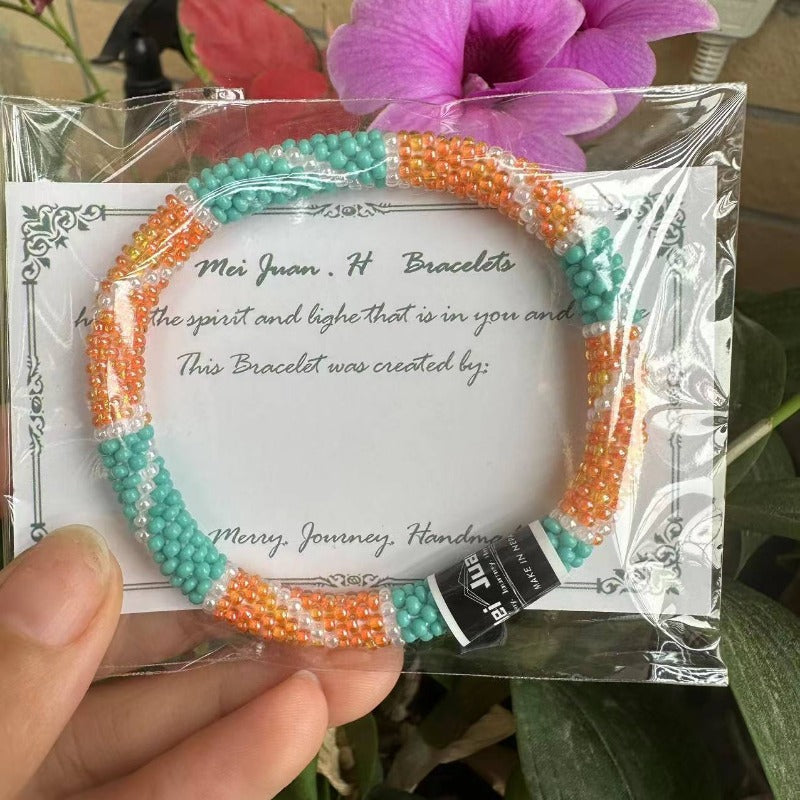 Mei Juan . H Bracelets
the spirit and lighe that is in you and
This Bracelet was created by:
Merry. Journey. Handma
MAKE IN NEP